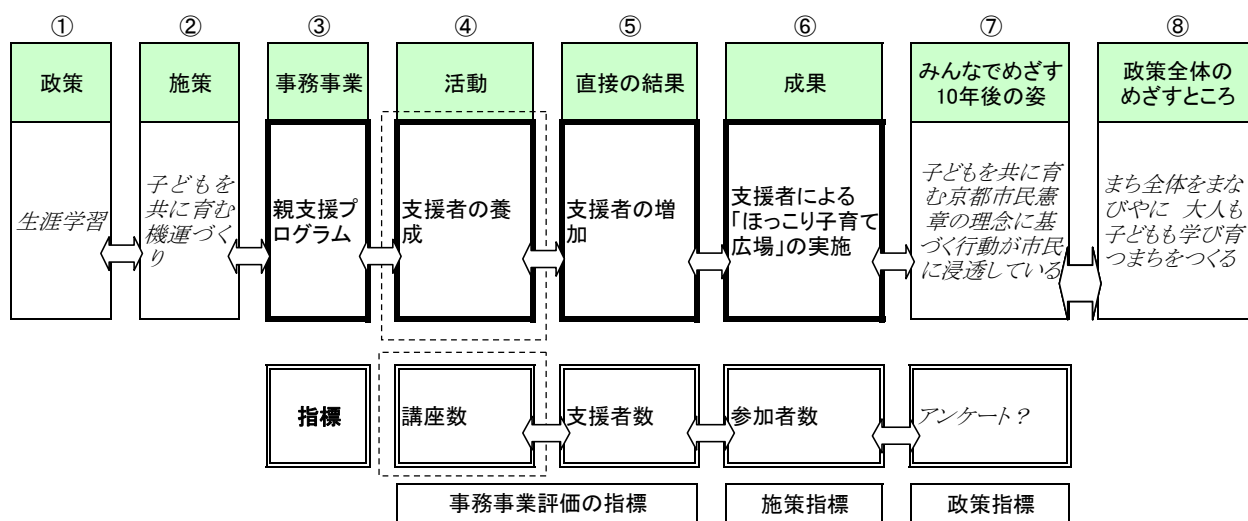 ①
②
③
④
⑤
⑥
⑦
⑧
政策
施策
事務事業
活動
直接の結果
成果
みんなでめざす
10年後の姿
政策全体の
めざすところ
生涯学習
子どもを
共に育む
機運づく
り
親支援プ
ログラム
支援者の養
成
支援者の増
加
支援者による
「ほっこり子育て
広場」の実施
子どもを共に育
む京都市民憲
章の理念に基
づく行動が市民
に浸透している
まち全体をまな
びやに 大人も
子どもも学び育
つまちをつくる
指標
講座数
支援者数
参加者数
アンケート?
事務事業評価の指標
施策指標
政策指標